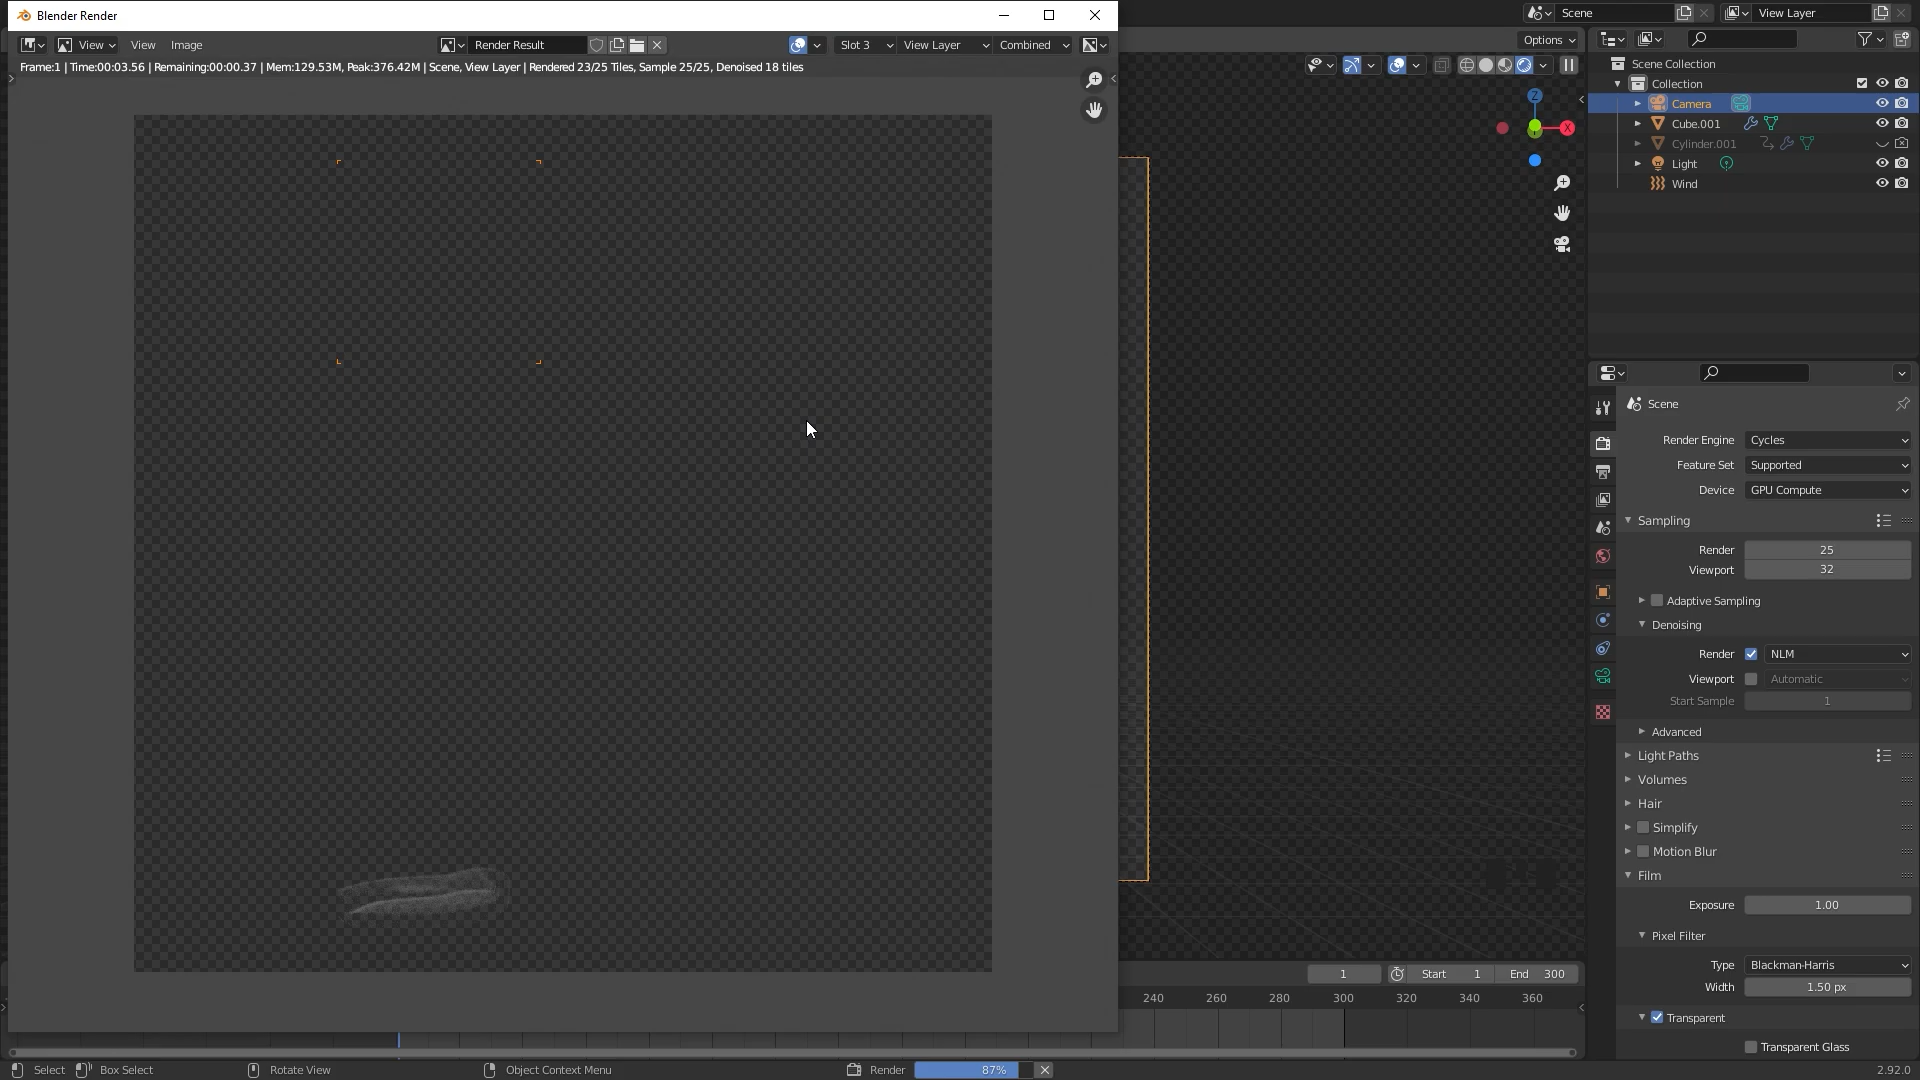 Blender Render
View View Image Render Result Slot 3 View Layer Combined
Frame:1 | Time:00:03.56 | Remaining:00:00.37 | Mem:129.53M, Peak:376.42M | Scene, View Layer | Rendered 23/25 Tiles, Sample 25/25, Denoised 18 tiles
Scene View Layer
Options
Z
X
Scene Collection
Collection
Camera
Cube.001
Cylinder.001
Light
Wind
Scene
Render Engine Cycles
Feature Set Supported
Device GPU Compute
Sampling
Render 25
Viewport 32
Adaptive Sampling
Denoising
Render NLM
Viewport Automatic
Start Sample 1
Advanced
Light Paths
Volumes
Hair
Simplify
Motion Blur
Film
Exposure 1.00
Pixel Filter
Type Blackman-Harris
Width 1.50 px
Transparent
Transparent Glass
1 Start 1 End 300
240 260 280 300 320 340 360
Select Box Select Rotate View Object Context Menu Render 87% 2.92.0